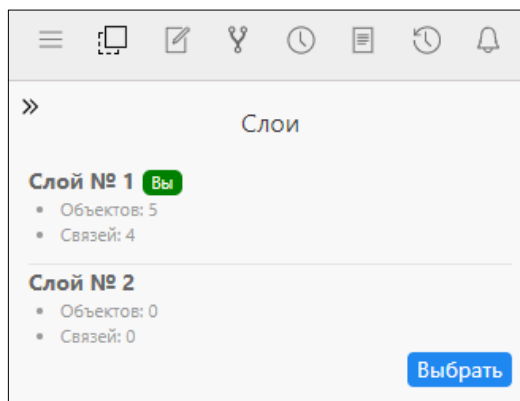 Слои
Слой № 1 Вы
Объектов: 5
Связей: 4
Слой № 2
Объектов: 0
Связей: 0
Выбрать